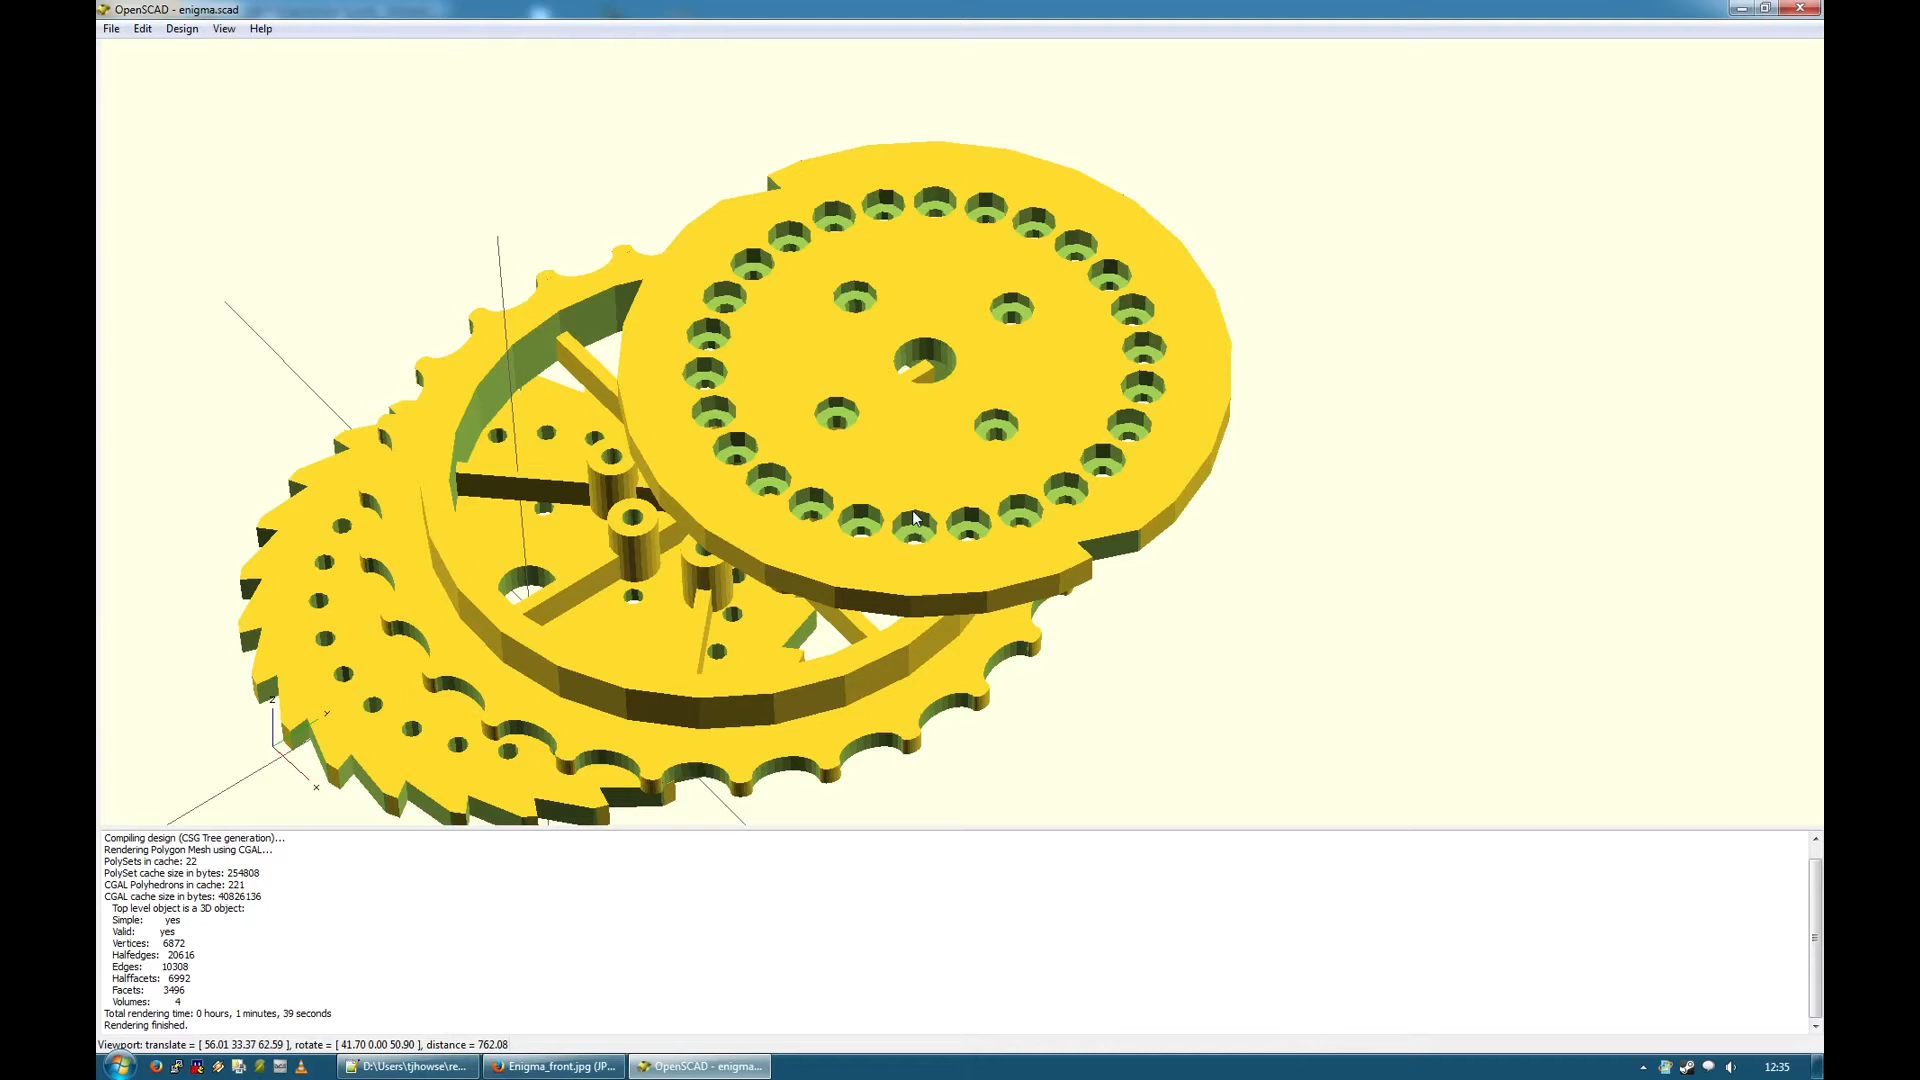 OpenSCAD - enigma.scad
File Edit Design View Help
Z
Y
X
Compiling design (CSG Tree generation)...
Rendering Polygon Mesh using CGAL...
PolySets in cache: 22
PolySet cache size in bytes: 254808
CGAL Polyhedrons in cache: 221
CGAL cache size in bytes: 40826136
Top level object is a 3D object:
Simple: yes
Valid: yes
Vertices: 6872
Halfedges: 20616
Edges: 10308
Halffacets: 6992
Facets: 3496
Volumes: 4
Total rendering time: 0 hours, 1 minutes, 39 seconds
Rendering finished.
Viewport: translate = [ 56.01 33.37 62.59 ], rotate = [ 41.70 0.00 50.90 ], distance = 762.08
D:\Users\tjhowse\re... Enigma_front.jpg (JP... OpenSCAD - enigma... 12:35